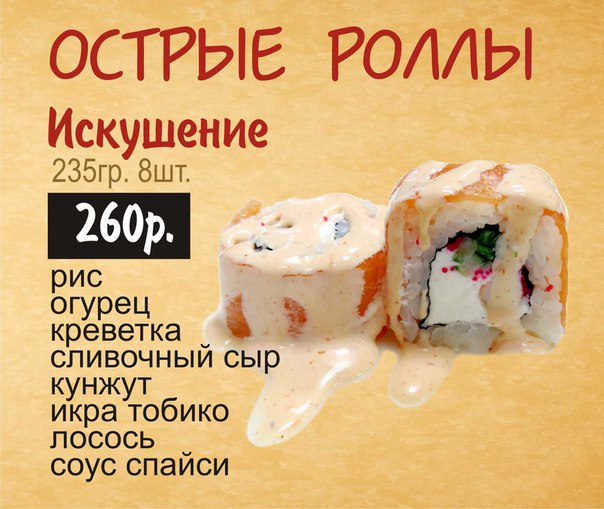 ОСТРЫЕ РОЛЛЫ
Искушение
235гр. 8шт.
260р.
рис
огурец
креветка
сливочный сыр
кунжут
икра тобико
лосось
соус спайси